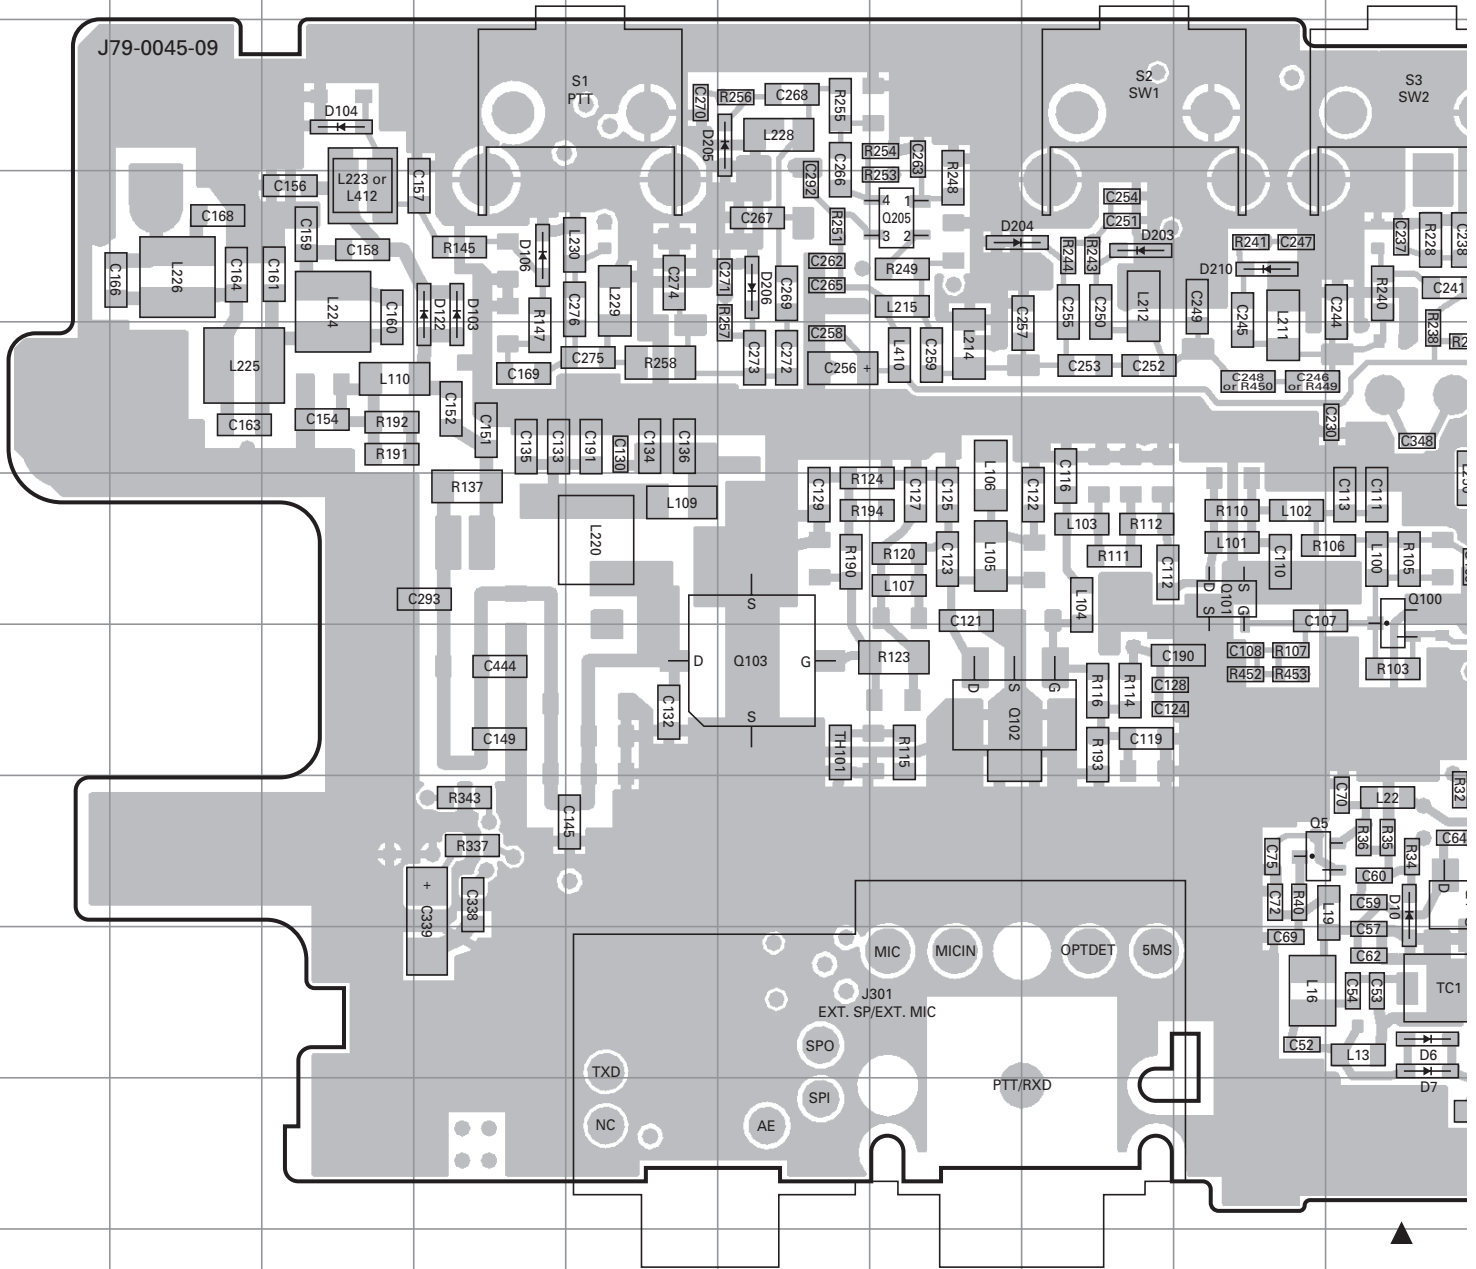 J79-0045-09
S1
PTT
S2
SW1
S3
SW2
D104
C270
R256
C268
R255
D205
L228
R254
C263
C156
L223 or
L412
C157
C292
C266
R253
R248
C254
C168
C267
4 1
Q205
3 2
C251
C159
C158
R145
D106
L230
R251
D204
D203
R241
C247
C237
R228
C238
C166
L226
C164
C161
C274
C271
D206
C269
C262
R249
R244
R243
D210
C265
R240
C241
L224
C160
D122
D103
R147
C276
L229
L215
C257
C255
C250
L212
C249
C245
L211
C244
R257
C258
R238
L225
C275
R258
C273
C272
C256 +
L410
C259
L214
C253
C252
L110
C169
C248
or R450
C246
or R449
C163
C154
R192
C152
C151
C230
C348
R191
C135
C133
C191
C130
C134
C136
R137
L109
C129
R124
C127
C125
L106
C122
C116
R194
L103
R112
R110
L102
C113
C111
L220
R190
R120
C123
L105
R111
C112
L101
C110
R106
L100
R105
L107
C293
S
L104
D S
Q101
S G
Q100
C121
C107
C444
D
Q103
G
R123
C190
C108
R107
R103
C132
D
S
G
R116
R114
C128
R452
R453
S
Q102
C124
C149
TH101
R115
R193
C119
R343
C145
C70
L22
R32
Q5
R337
C75
R36
R35
R34
C64
+
C339
C338
C60
D
C72
R40
L19
C59
D10
C69
C57
MIC
MICIN
OPTDET
5MS
C62
J301
EXT. SP/EXT. MIC
L16
C54
C53
TC1
SPO
C52
L13
D6
TXD
PTT/RXD
D7
SPI
NC
AE